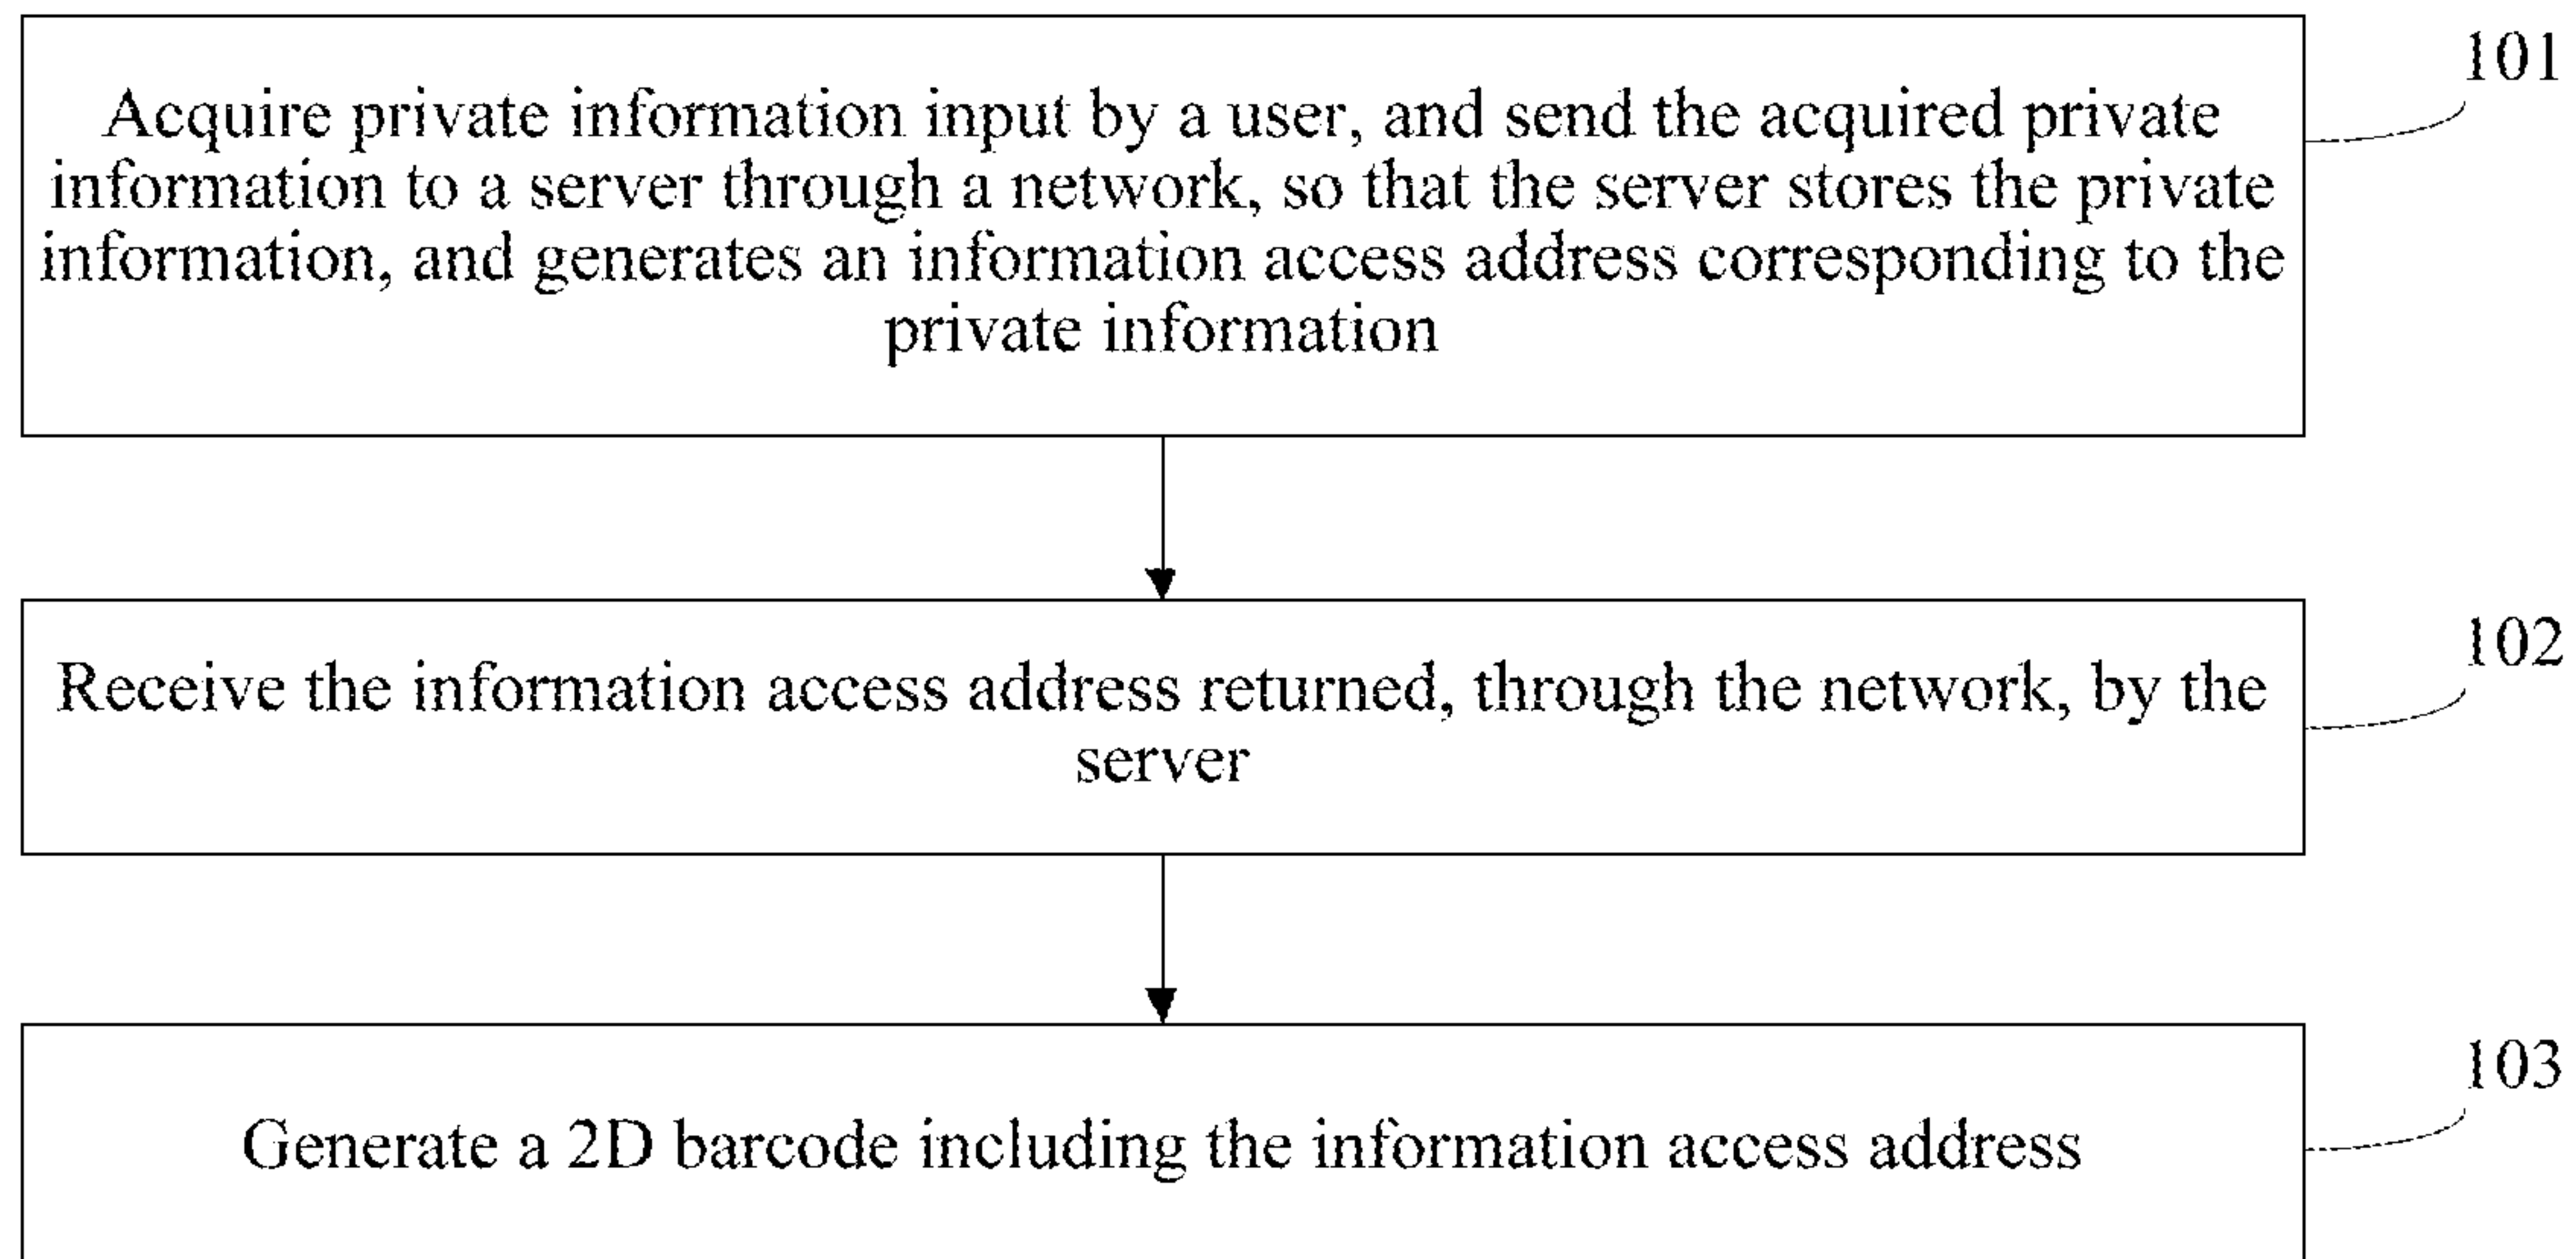 101
Acquire private information input by a user, and send the acquired private
information to a server through a network, so that the server stores the private
information, and generates an information access address corresponding to the
private information
102
Receive the information access address returned, through the network, by the
server
103
Generate a 2D barcode including the information access address